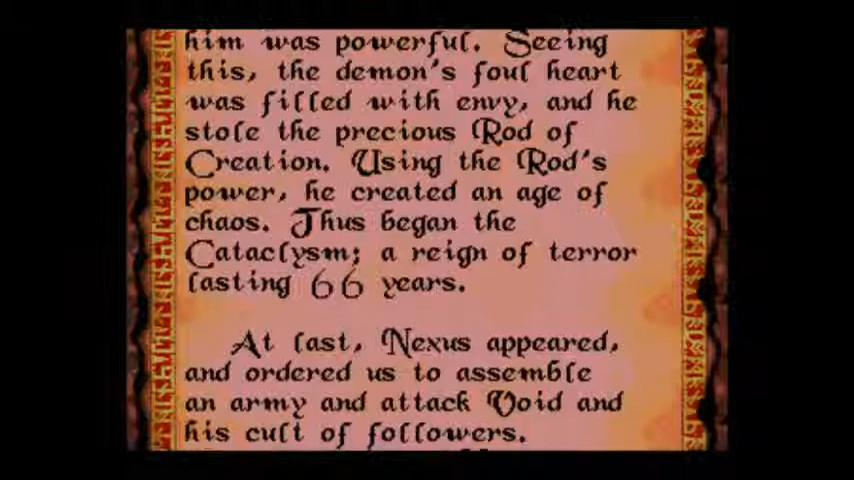 him was powerful. Seeing
this, the demon's foul heart
was filled with envy, and he
stole the precious Rod of
Creation. Using the Rod's
power, he created an age of
chaos. Thus began the
Cataclysm; a reign of terror
lasting 66 years.
At last, Nexus appeared,
and ordered us to assemble
an army and attack Void and
his cult of followers.